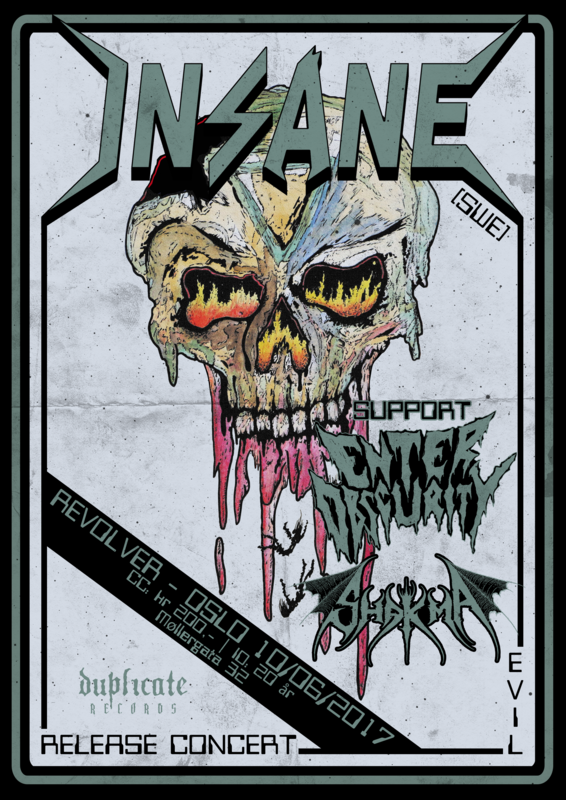 INSANE
[SWE]
SUPPORT
ENTER
OBSCURITY
SHAKMA
REVOLVER - OSLO 10/06/2017
CC. kr 200,- / ID. 20 år
Møllergata 32
duplicate
RECORDS
EVIL
RELEASE CONCERT